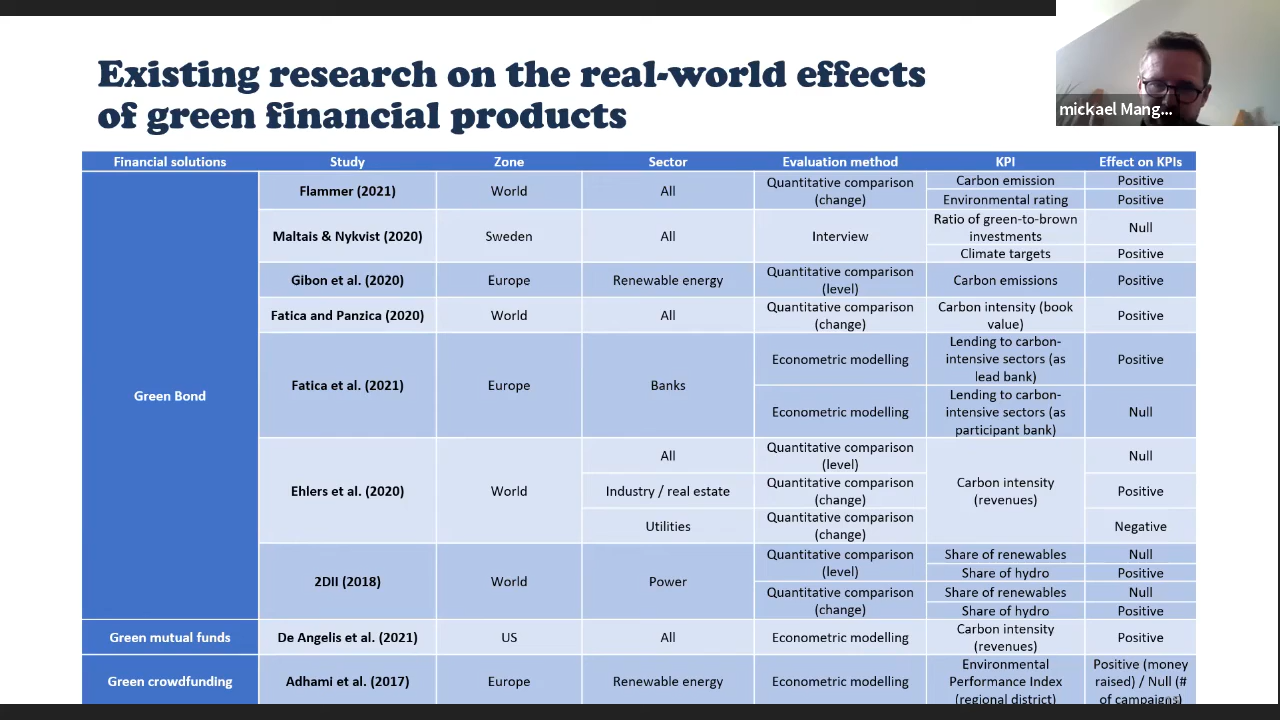 Existing research on the real-world effects
of green financial products
mickael Mang...
Financial solutions Study Zone Sector Evaluation method KPI Effect on KPIs
Green Bond
Flammer (2021) World All Quantitative comparison
(change)
Carbon emission Positive
Environmental rating Positive
Maltais & Nykvist (2020) Sweden All Interview
Ratio of green-to-brown
investments
Null
Climate targets Positive
Gibon et al. (2020) Europe Renewable energy Quantitative comparison
(level)
Carbon emissions Positive
Fatica and Panzica (2020) World All Quantitative comparison
(change)
Carbon intensity (book
value)
Positive
Fatica et al. (2021) Europe Banks
Econometric modelling
Lending to carbon-
intensive sectors (as
lead bank)
Positive
Econometric modelling
Lending to carbon-
intensive sectors (as
participant bank)
Null
Ehlers et al. (2020) World
All
Quantitative comparison
(level)
Carbon intensity
(revenues)
Null
Industry / real estate
Quantitative comparison
(change)
Positive
Utilities
Quantitative comparison
(change)
Negative
2DII (2018) World Power
Quantitative comparison
(level)
Share of renewables Null
Share of hydro Positive
Quantitative comparison
(change)
Share of renewables Null
Share of hydro Positive
Green mutual funds De Angelis et al. (2021) US All Econometric modelling
Carbon intensity
(revenues)
Positive
Green crowdfunding Adhami et al. (2017) Europe Renewable energy Econometric modelling
Environmental
Performance Index
(regional district)
Positive (money
raised) / Null (#
of campaigns)